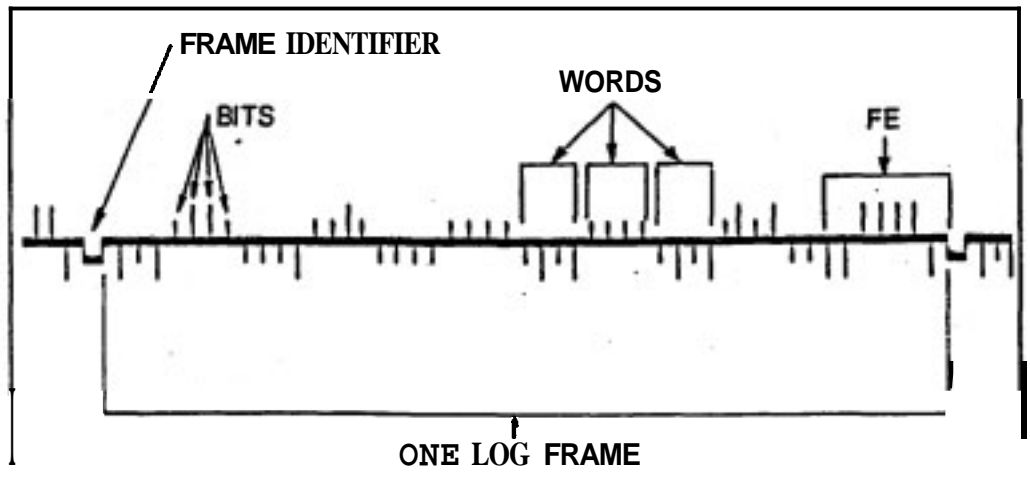 FRAME IDENTIFIER
WORDS
BITS
FE
ONE LOG FRAME